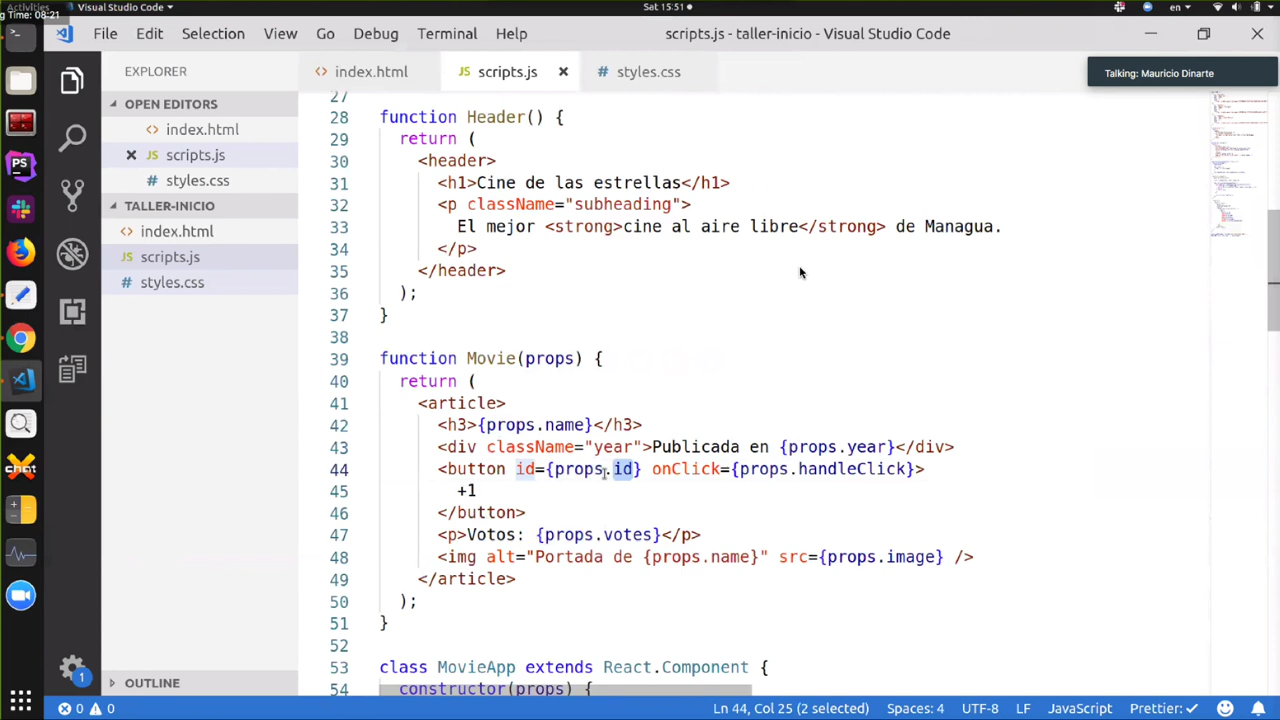 Activities
Visual Studio Code
Sat 15:51
en
g Time: 08:21
File Edit Selection View Go Debug Terminal Help
scripts.js - taller-inicio - Visual Studio Code
EXPLORER
index.html
scripts.js
styles.css
Talking: Mauricio Dinarte
OPEN EDITORS
index.html
scripts.js
styles.css
TALLER-INICIO
index.html
scripts.js
styles.css
OUTLINE
27
28 function Header() {
29 return (
30 <header>
31 <h1>Cine de las estrellas</h1>
32 <p className="subheading">
33 El mejor <strong>cine al aire libre</strong> de Managua.
34 </p>
35 </header>
36 );
37 }
38
39 function Movie(props) {
40 return (
41 <article>
42 <h3>{props.name}</h3>
43 <div className="year">Publicada en {props.year}</div>
44 <button id={props.id} onClick={props.handleClick}>
45 +1
46 </button>
47 <p>Votos: {props.votes}</p>
48 <img alt="Portada de {props.name}" src={props.image} />
49 </article>
50 );
51 }
52
53 class MovieApp extends React.Component {
54 constructor(props) {
PS
1
0 0
Ln 44, Col 25 (2 selected)
Spaces: 4
UTF-8
LF
JavaScript
Prettier: ✓